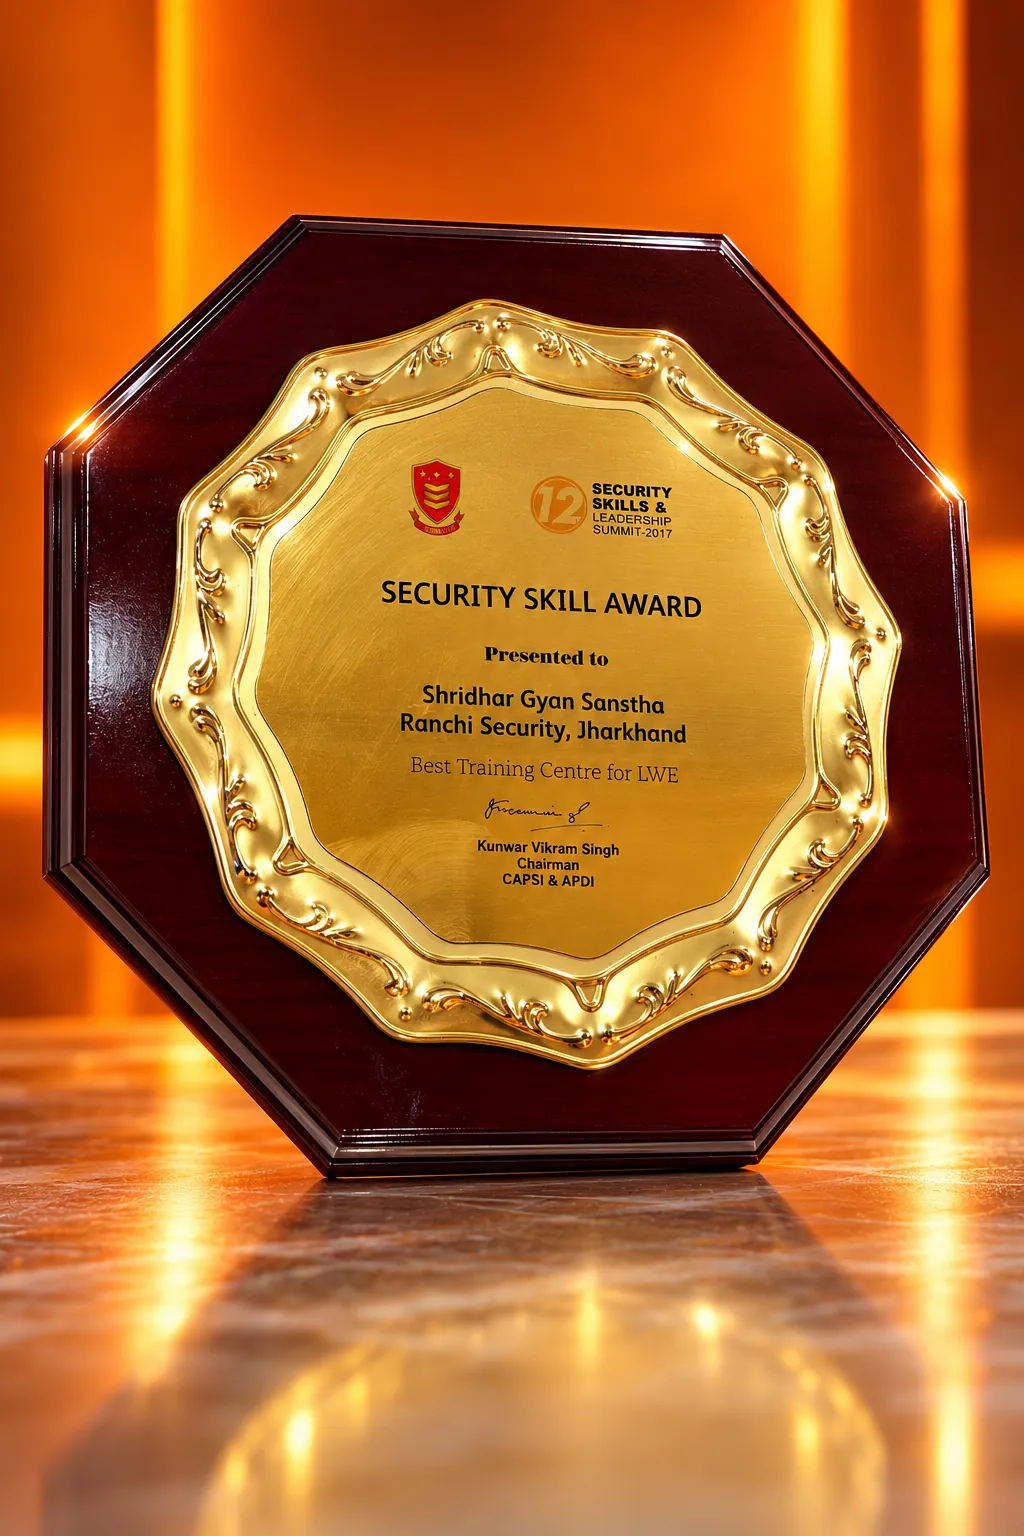 12
SECURITY
SKILLS &
LEADERSHIP
SUMMIT-2017
SECURITY SKILL AWARD
Presented to
Shridhar Gyan Sanstha
Ranchi Security, Jharkhand
Best Training Centre for LWE
Kunwar Vikram Singh
Chairman
CAPSI & APDI